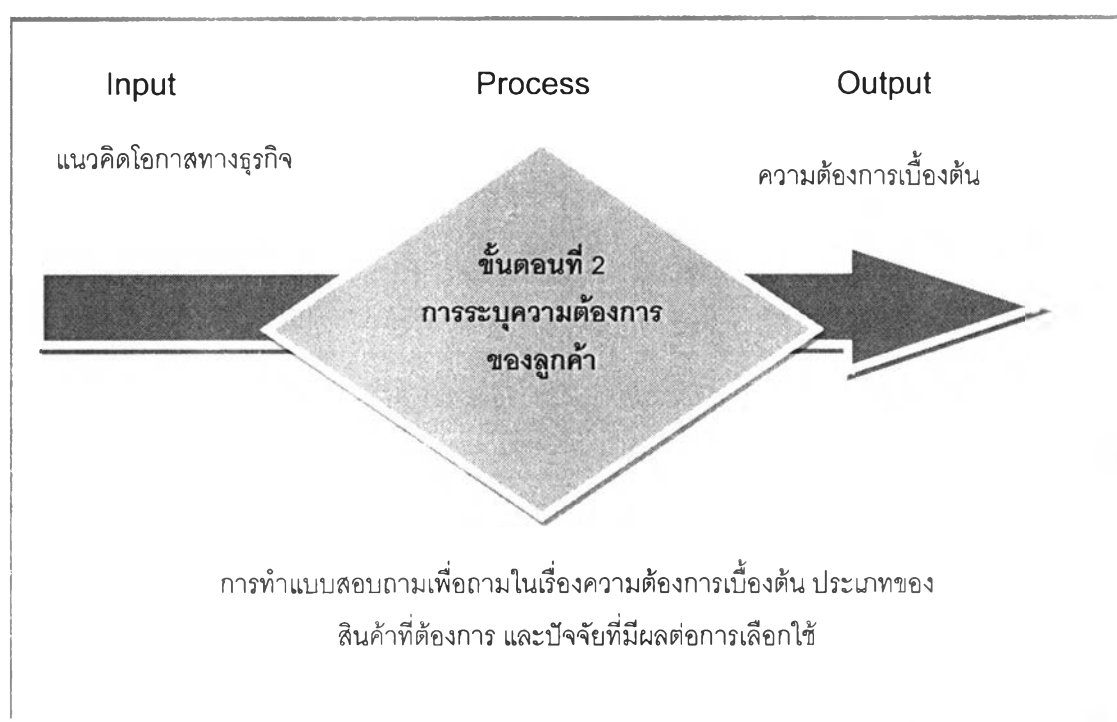 Input Process Output
แนวคิดโอกาสทางธุรกิจ
ความต้องการเบื้องต้น
ขั้นตอนที่ 2
การระบุความต้องการ
ของลูกค้า
การทำแบบสอบถามเพื่อถามในเรื่องความต้องการเบื้องต้น ประเภทของ
สินค้าที่ต้องการ และปัจจัยที่มีผลต่อการเลือกใช้